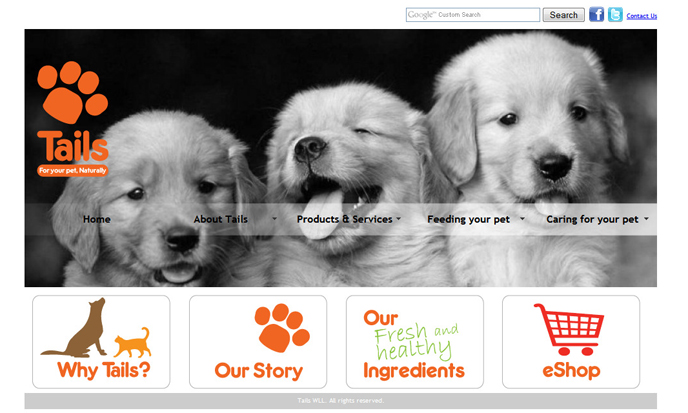 Google™ Custom Search
Search
Contact Us
Tails
For your pet, Naturally
Home
About Tails
Products & Services
Feeding your pet
Caring for your pet
Why Tails?
Our Story
Our
Fresh and
healthy
Ingredients
eShop
Tails WLL. All rights reserved.